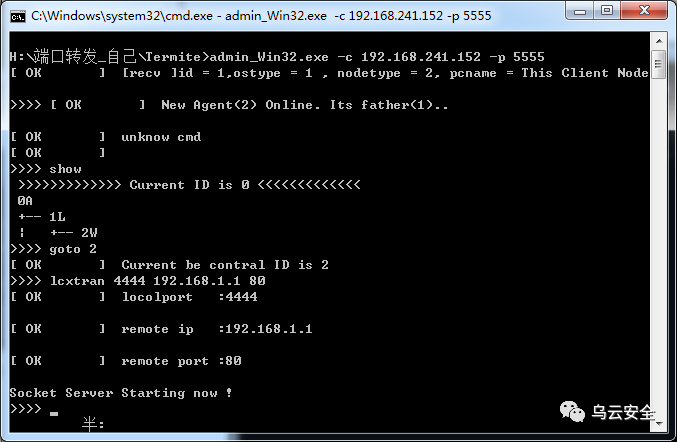 C:\Windows\system32\cmd.exe - admin_Win32.exe -c 192.168.241.152 -p 5555
H:\端口转发_自己\Termite>admin_Win32.exe -c 192.168.241.152 -p 5555
[ OK ] [recv ]id = 1,ostype = 1 , nodetype = 2, pcname = This Client Node
>>>> [ OK ] New Agent(2) Online. Its father(1)..
[ OK ] unknow cmd
[ OK ]
>>>> show
>>>>>>>>>>>>> Current ID is 0 <<<<<<<<<<<<<
0A
+-- 1L
¦ +-- 2W
>>>> goto 2
[ OK ] Current be contral ID is 2
>>>> lcxtran 4444 192.168.1.1 80
[ OK ] locolport :4444
[ OK ] remote ip :192.168.1.1
[ OK ] remote port :80
Socket Server Starting now !
>>>> _
半:
乌云安全